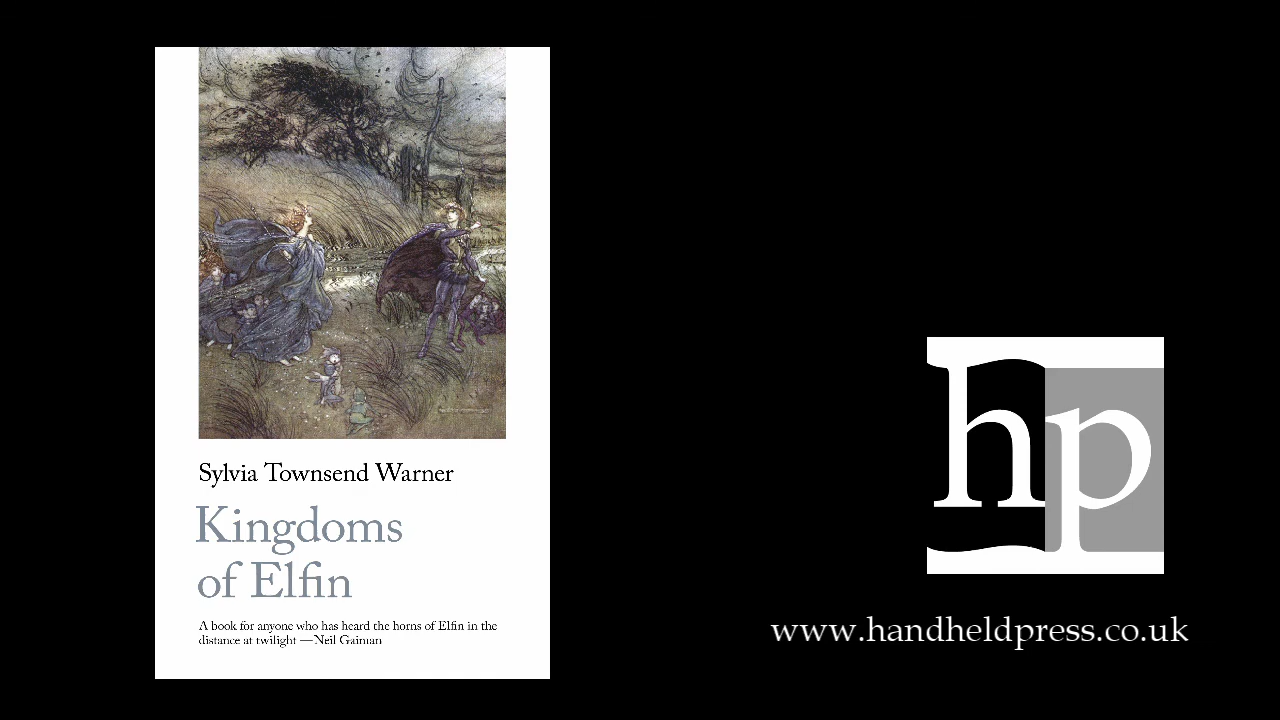 Sylvia Townsend Warner
Kingdoms
of Elfin
A book for anyone who has heard the horns of Elfin in the
distance at twilight —Neil Gaiman
hp
www.handheldpress.co.uk